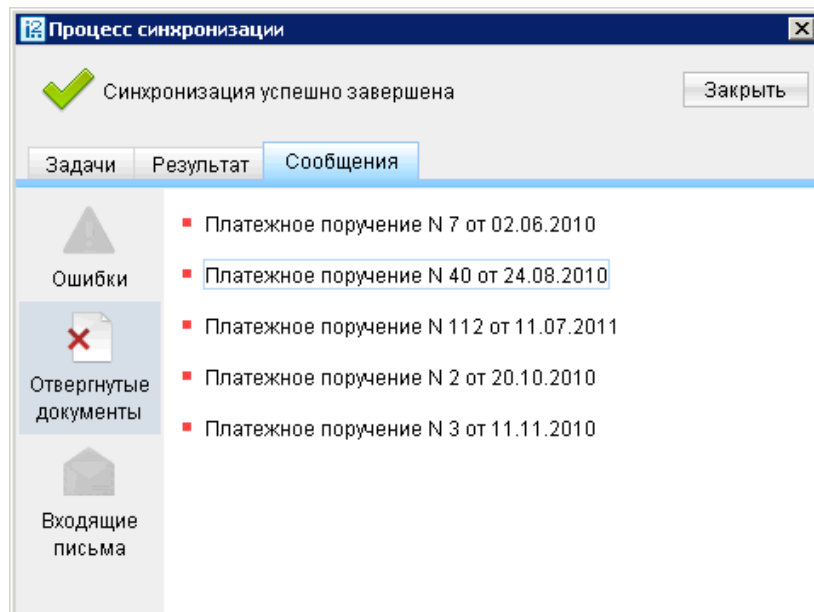 Процесс синхронизации
Синхронизация успешно завершена
Закрыть
Задачи Результат Сообщения
Ошибки
Отвергнутые
документы
Входящие
письма
Платежное поручение N 7 от 02.06.2010
Платежное поручение N 40 от 24.08.2010
Платежное поручение N 112 от 11.07.2011
Платежное поручение N 2 от 20.10.2010
Платежное поручение N 3 от 11.11.2010